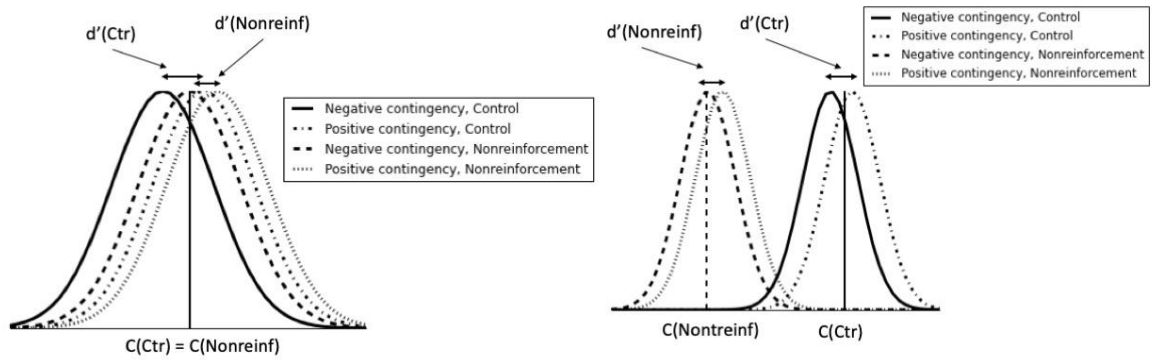 d’(Nonreinf)
d’(Ctr)
Negative contingency, Control
Positive contingency, Control
Negative contingency, Nonreinforcement
Positive contingency, Nonreinforcement
C(Ctr) = C(Nonreinf)
Negative contingency, Control
Positive contingency, Control
Negative contingency, Nonreinforcement
Positive contingency, Nonreinforcement
d’(Nonreinf)
d’(Ctr)
C(Nontreinf)
C(Ctr)